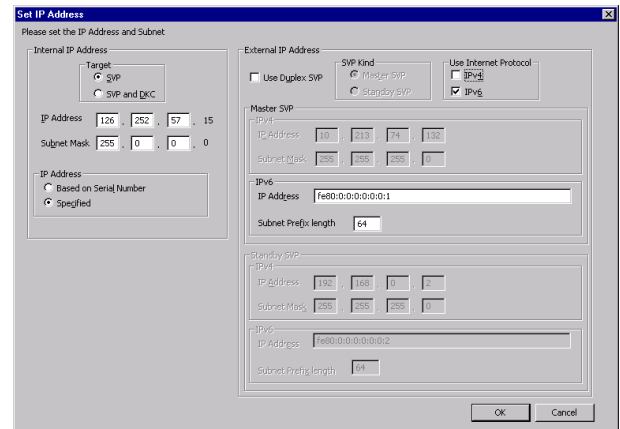 Set IP Address
Please set the IP Address and Subnet
Internal IP Address
Target
SVP
SVP and DKC
IP Address 126 . 252 . 57 . 15
Subnet Mask 255 . 0 . 0 . 0
IP Address
Based on Serial Number
Specified
External IP Address
Use Duplex SVP
SVP Kind
Master SVP
Standby SVP
Use Internet Protocol
IPv4
IPv6
Master SVP
IPv4
IP Address 10 . 213 . 74 . 132
Subnet Mask 255 . 255 . 255 . 0
IPv6
IP Address fe80:0:0:0:0:0:0:1
Subnet Prefix length 64
Standby SVP
IPv4
IP Address 192 . 168 . 0 . 2
Subnet Mask 255 . 255 . 255 . 0
IPv6
IP Address fe80:0:0:0:0:0:0:2
Subnet Prefix length 64
OK Cancel